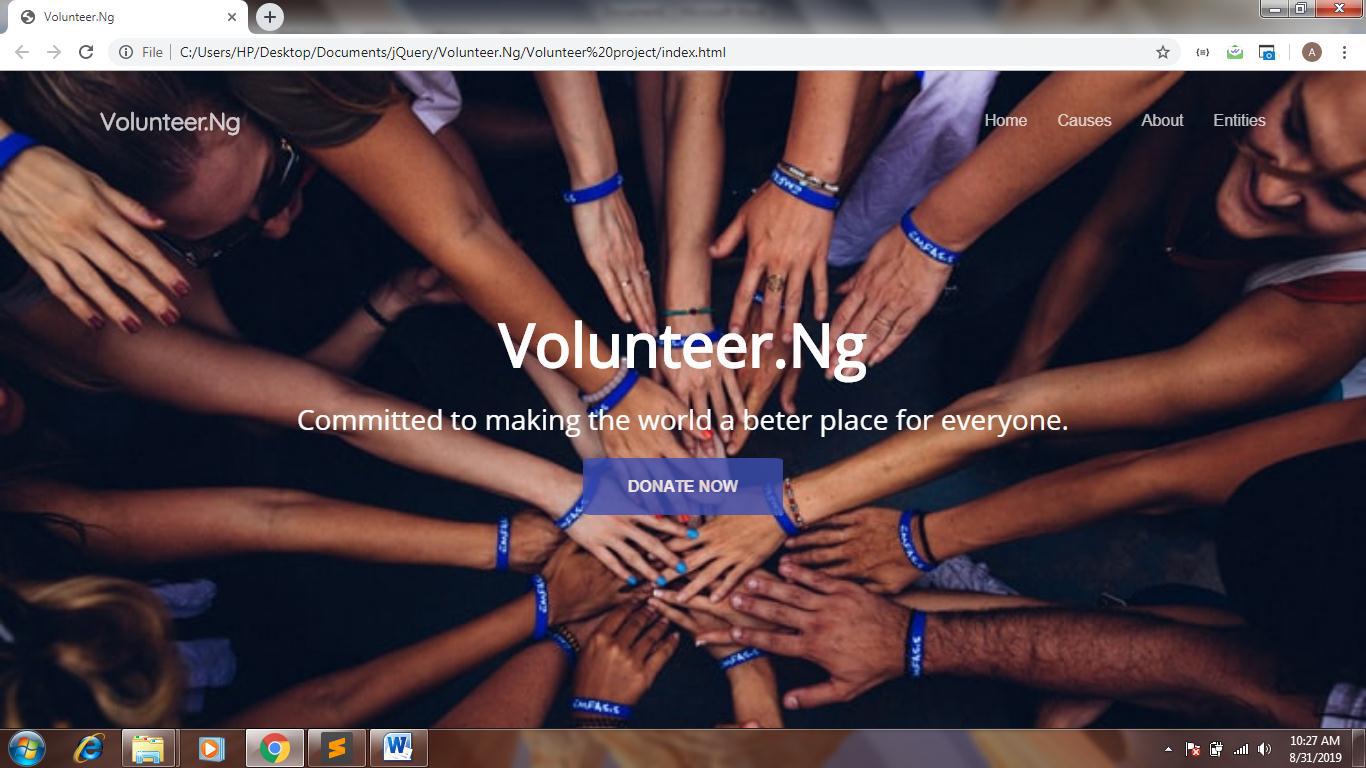 Volunteer.Ng
File
C:/Users/HP/Desktop/Documents/jQuery/Volunteer.Ng/Volunteer%20project/index.html
A
Volunteer.Ng
Home
Causes
About
Entities
Volunteer.Ng
Committed to making the world a beter place for everyone.
DONATE NOW
10:27 AM
8/31/2019